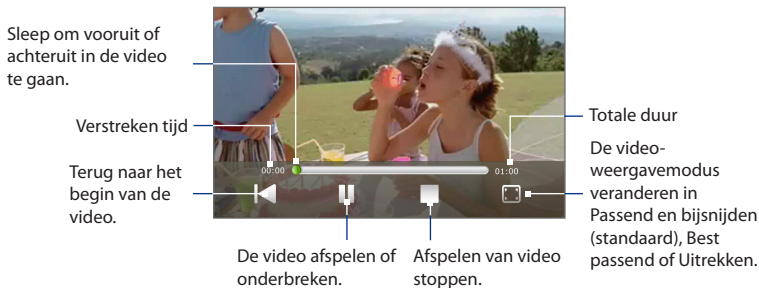 Sleep om vooruit of
achteruit in de video
te gaan.
Verstreken tijd
Terug naar het
begin van de
video.
00:00
01:00
De video afspelen of
onderbreken.
Afspelen van video
stoppen.
Totale duur
De video-
weergavemodus
veranderen in
Passend en bijsnijden
(standaard), Best
passend of Uitrekken.